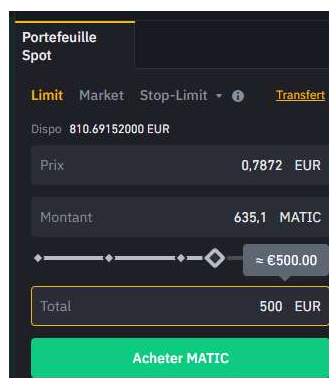 Portefeuille
Spot
Limit Market Stop-Limit Transfert
Dispo 810.69152000 EUR
Prix 0,7872 EUR
Montant 635,1 MATIC
≈ €500.00
Total 500 EUR
Acheter MATIC